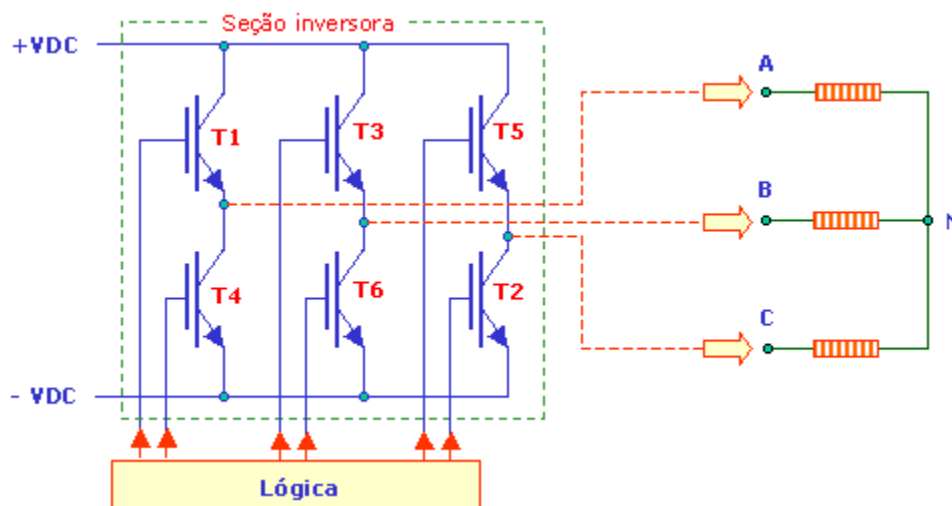 Seção inversora
+VDC
A
T1
T3
T5
B
N
T4
T6
T2
C
- VDC
Lógica